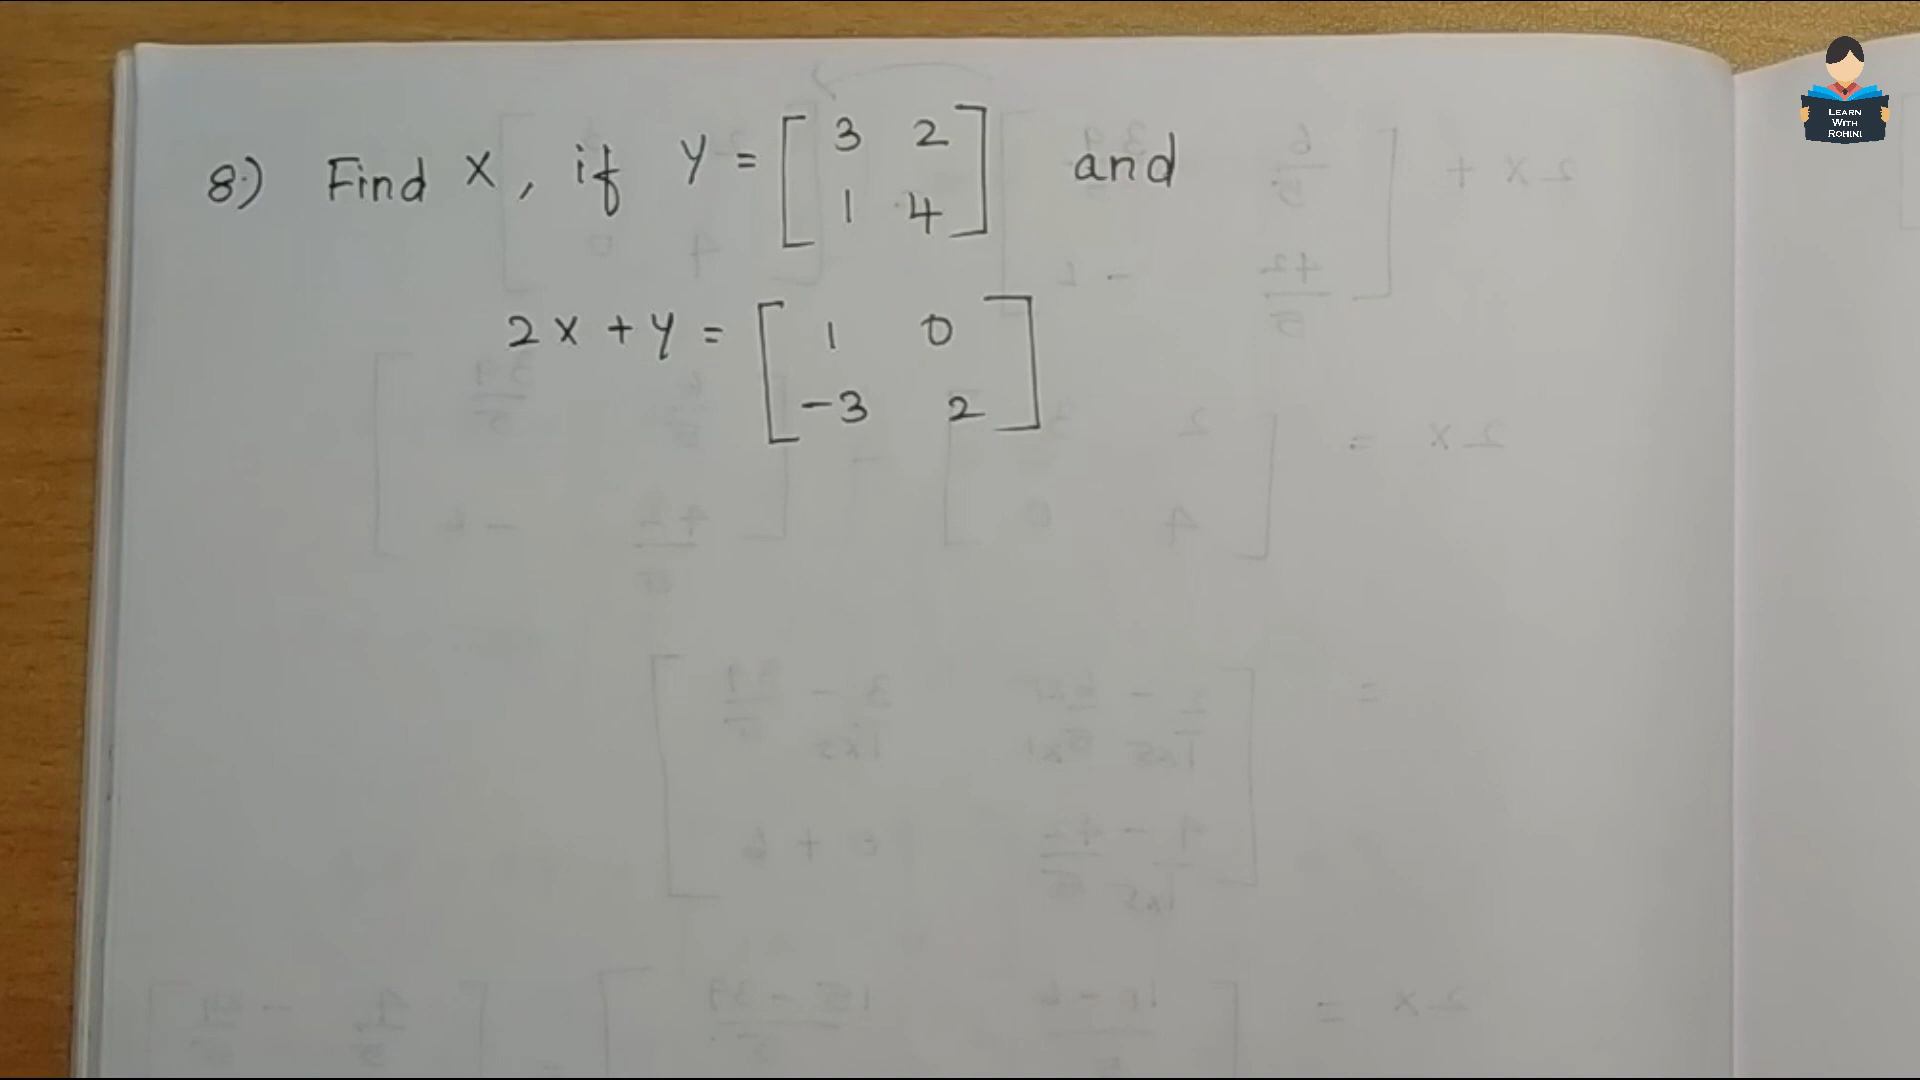 8.) Find X, if Y = [ 3 2
1 4 ] and
2X + Y = [ 1 0
-3 2 ]
LEARN
WITH
ROHINI